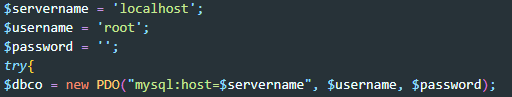 $servername = 'localhost';
$username = 'root';
$password = '';
try{
$dbco = new PDO("mysql:host=$servername", $username, $password);